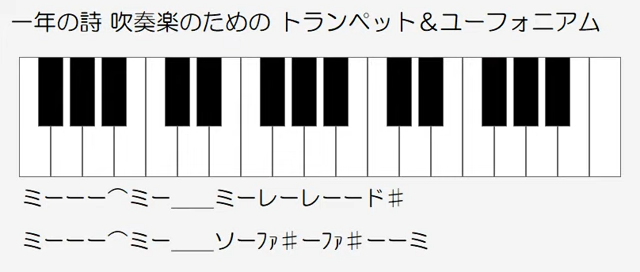 一年の詩 吹奏楽のための トランペット＆ユーフォニアム
ミーーー⌒ミー＿＿ミーレーレーード♯
ミーーー⌒ミー＿＿ソーﾌｧ♯ーﾌｧ♯ーーミ